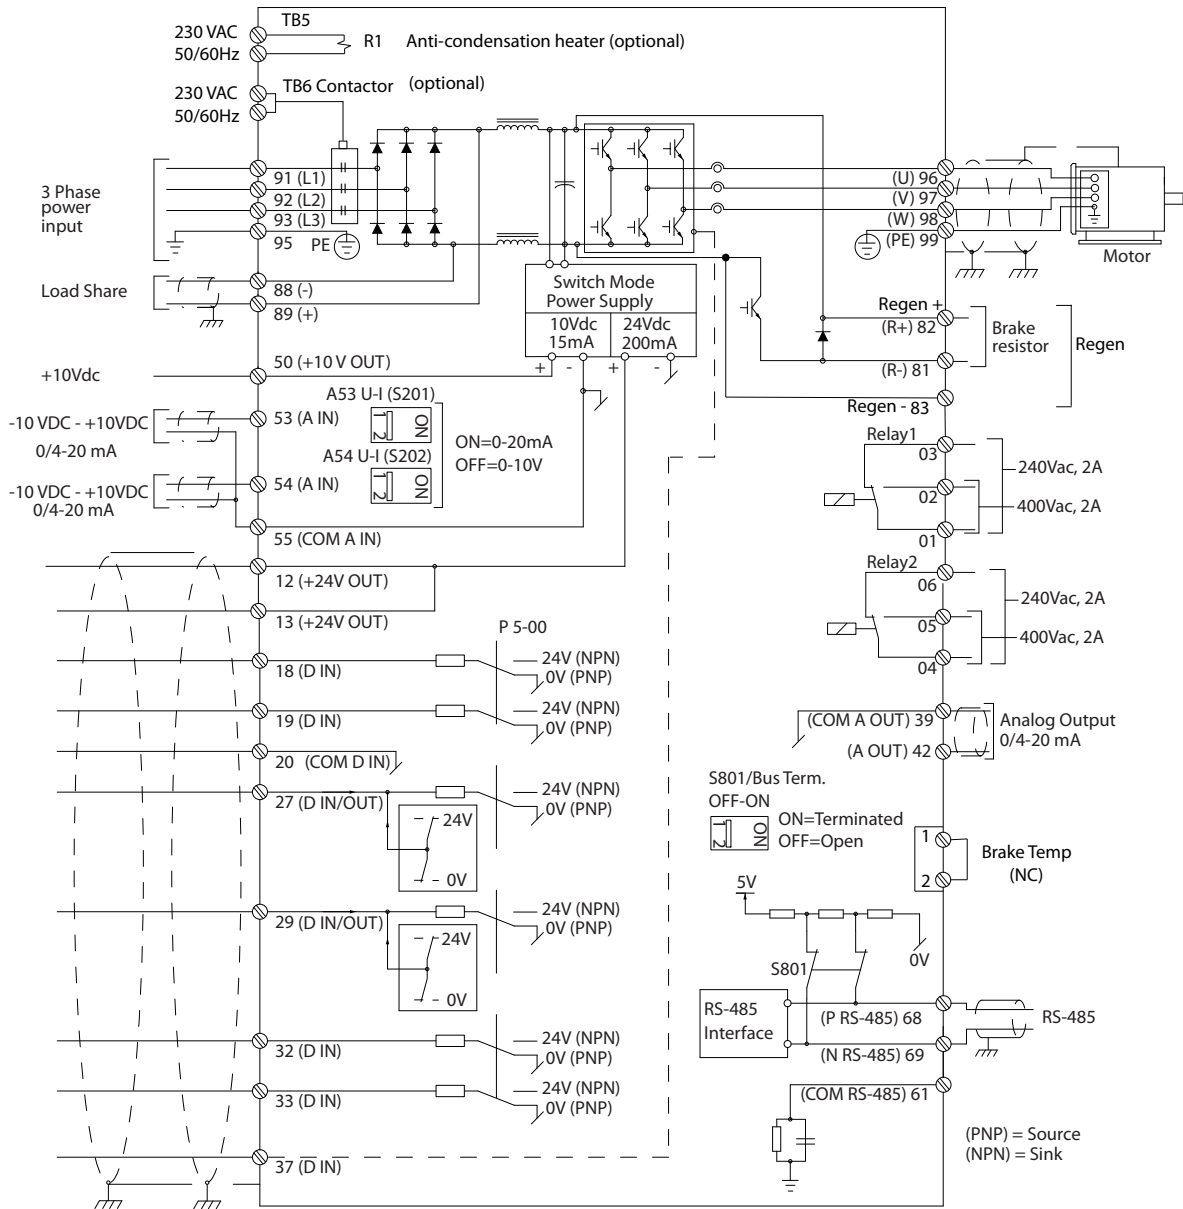 TB5
230 VAC
50/60Hz
R1 Anti-condensation heater (optional)
TB6 Contactor (optional)
230 VAC
50/60Hz
3 Phase
power
input
91 (L1)
92 (L2)
93 (L3)
95 PE
(U) 96
(V) 97
(W) 98
(PE) 99
Motor
Load Share
88 (-)
89 (+)
Switch Mode
Power Supply
10Vdc
15mA
24Vdc
200mA
+ - + -
Regen +
(R+) 82
Brake
resistor
Regen
(R-) 81
Regen - 83
+10Vdc
50 (+10 V OUT)
-10 VDC - +10VDC
0/4-20 mA
53 (A IN)
A53 U-I (S201)
1 2
ON
A54 U-I (S202)
1 2
ON
ON=0-20mA
OFF=0-10V
-10 VDC - +10VDC
0/4-20 mA
54 (A IN)
55 (COM A IN)
Relay1
03
02
01
240Vac, 2A
400Vac, 2A
Relay2
06
05
04
240Vac, 2A
400Vac, 2A
12 (+24V OUT)
13 (+24V OUT)
P 5-00
18 (D IN)
24V (NPN)
0V (PNP)
19 (D IN)
24V (NPN)
0V (PNP)
20 (COM D IN)
27 (D IN/OUT)
24V (NPN)
0V (PNP)
24V
0V
29 (D IN/OUT)
24V (NPN)
0V (PNP)
24V
0V
32 (D IN)
24V (NPN)
0V (PNP)
33 (D IN)
24V (NPN)
0V (PNP)
37 (D IN)
(COM A OUT) 39
(A OUT) 42
Analog Output
0/4-20 mA
S801/Bus Term.
OFF-ON
1 2
ON
ON=Terminated
OFF=Open
1
2
Brake Temp
(NC)
5V
S801
0V
RS-485
Interface
(P RS-485) 68
(N RS-485) 69
RS-485
(COM RS-485) 61
(PNP) = Source
(NPN) = Sink